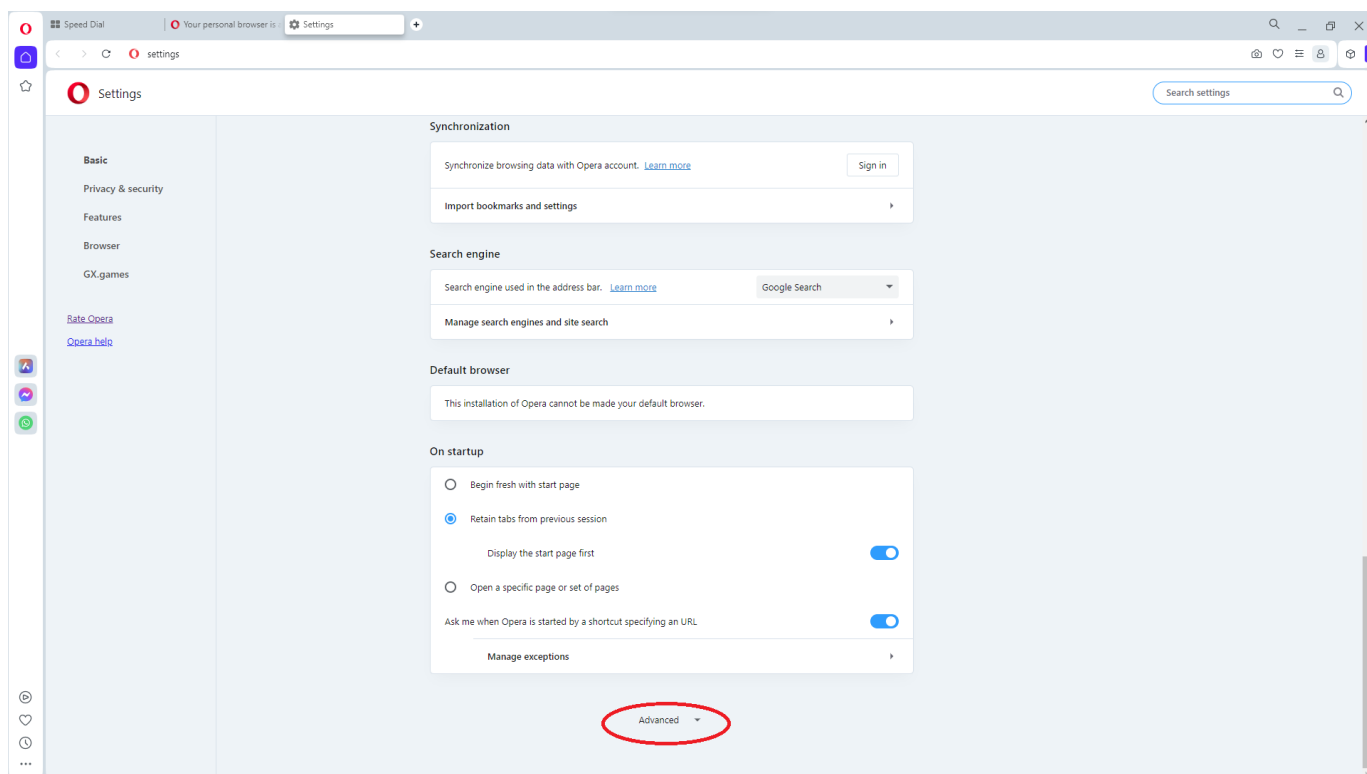 Speed Dial
Your personal browser is
Settings
settings
Settings
Search settings
Basic
Privacy & security
Features
Browser
GX.games
Rate Opera
Opera help
Synchronization
Synchronize browsing data with Opera account. Learn more
Sign in
Import bookmarks and settings
Search engine
Search engine used in the address bar. Learn more
Google Search
Manage search engines and site search
Default browser
This installation of Opera cannot be made your default browser.
On startup
Begin fresh with start page
Retain tabs from previous session
Display the start page first
Open a specific page or set of pages
Ask me when Opera is started by a shortcut specifying an URL
Manage exceptions
Advanced